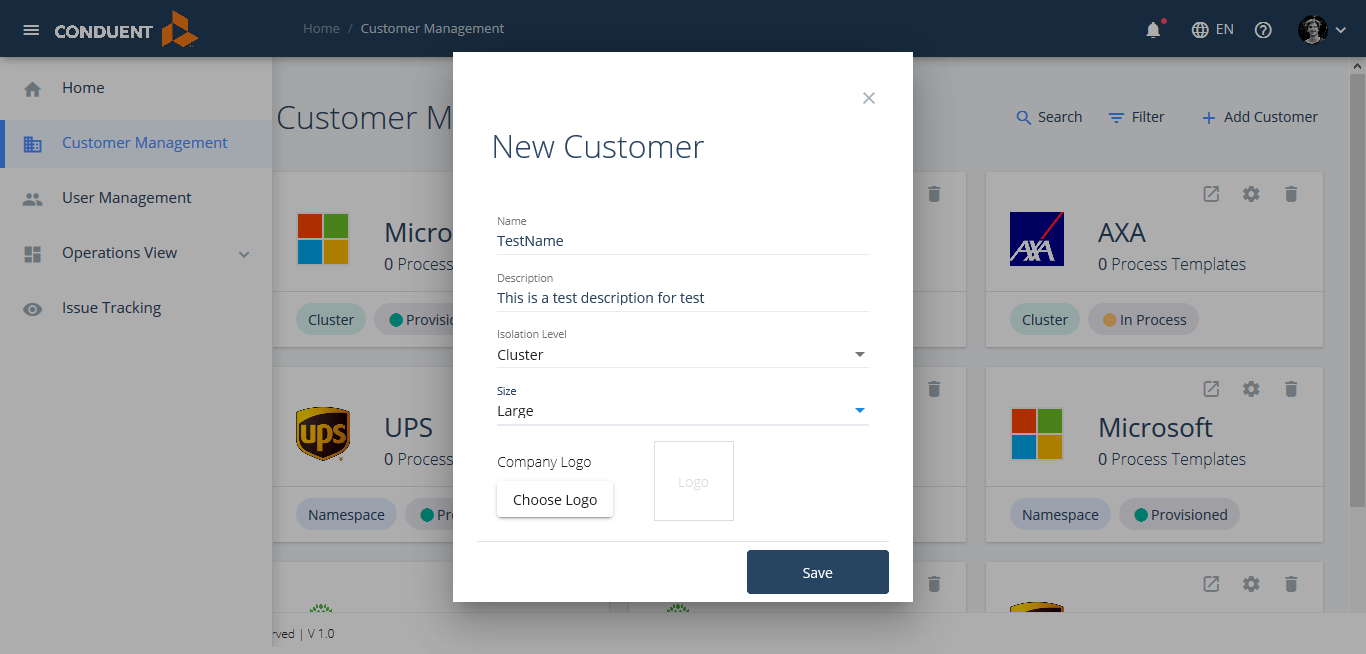 CONDUENT
Home / Customer Management
EN
Home
Customer Management
User Management
Operations View
Issue Tracking
Customer M
Search
Filter
Add Customer
New Customer
Name
TestName
Description
This is a test description for test
Isolation Level
Cluster
Size
Large
Company Logo
Choose Logo
Logo
Save
Micro
0 Process
Cluster
Provisio
AXA
0 Process Templates
Cluster
In Process
UPS
UPS
0 Process
Namespace
Pr
AXA
Microsoft
0 Process Templates
Namespace
Provisioned
rved | V 1.0